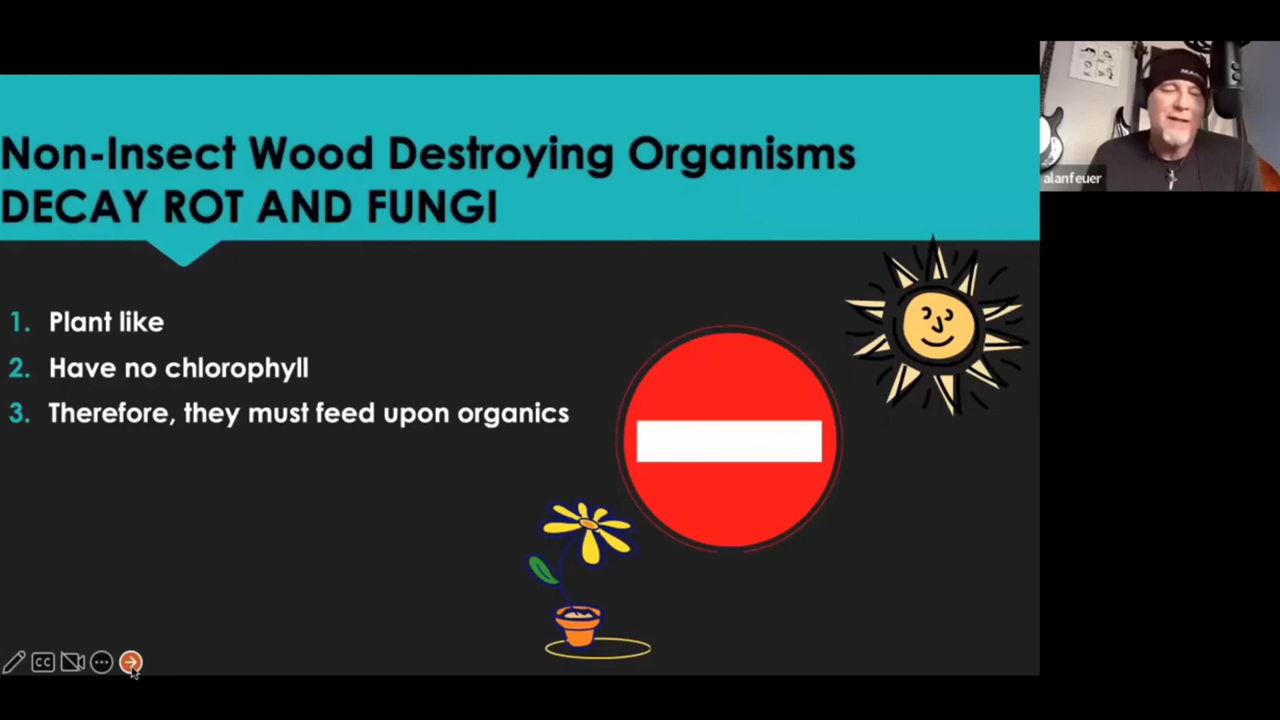 Non-Insect Wood Destroying Organisms
DECAY ROT AND FUNGI
1. Plant like
2. Have no chlorophyll
3. Therefore, they must feed upon organics
alanfeuer
CC